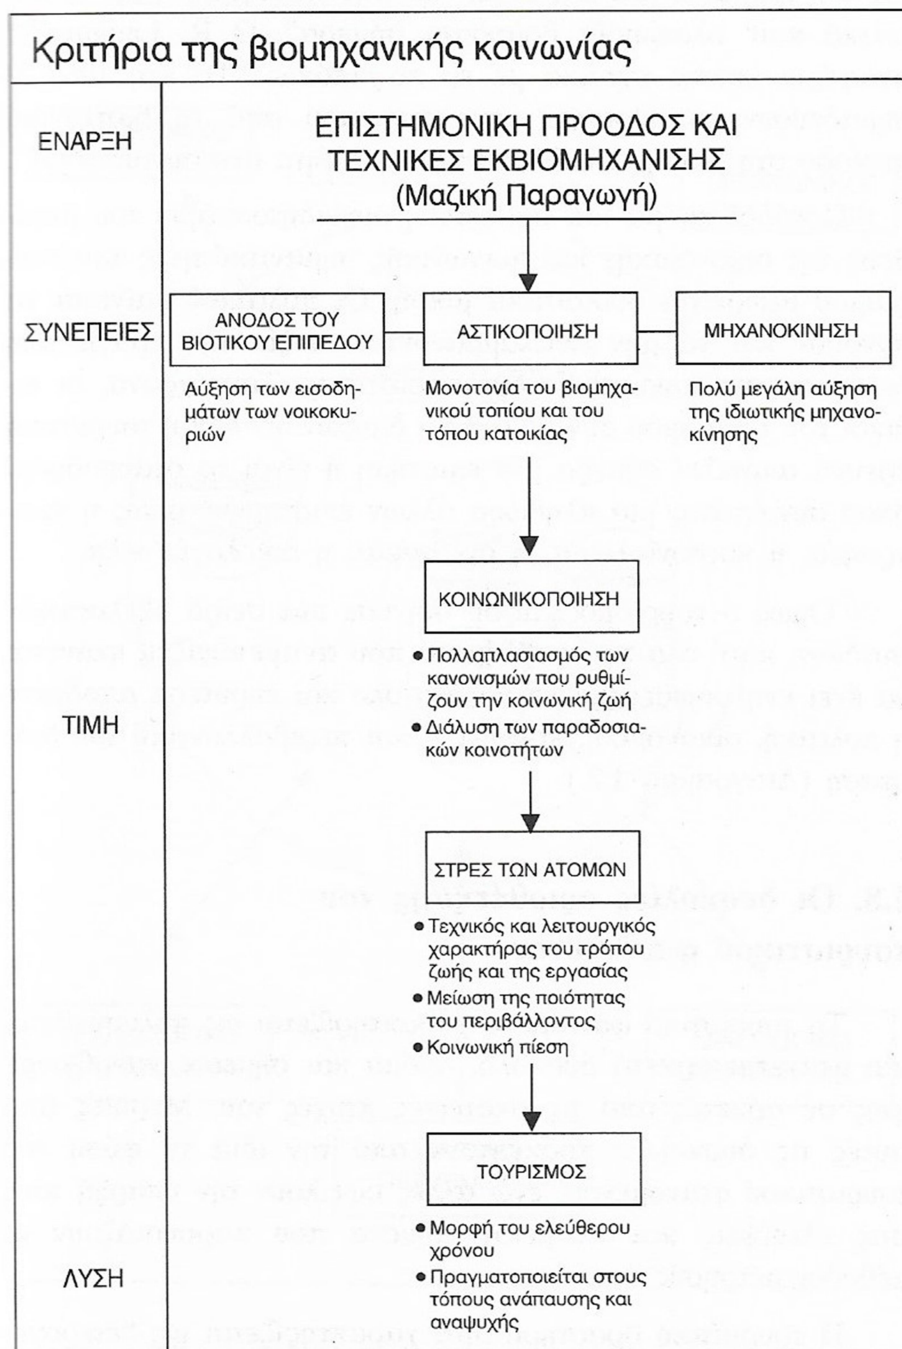 Κριτήρια της βιομηχανικής κοινωνίας
ΕΝΑΡΞΗ
ΕΠΙΣΤΗΜΟΝΙΚΗ ΠΡΟΟΔΟΣ ΚΑΙ
ΤΕΧΝΙΚΕΣ ΕΚΒΙΟΜΗΧΑΝΙΣΗΣ
(Μαζική Παραγωγή)
ΣΥΝΕΠΕΙΕΣ
ΑΝΟΔΟΣ ΤΟΥ
ΒΙΟΤΙΚΟΥ ΕΠΙΠΕΔΟΥ
Αύξηση των εισοδη-
μάτων των νοικοκυ-
ριών
ΑΣΤΙΚΟΠΟΙΗΣΗ
Μονοτονία του βιομηχα-
νικού τοπίου και του
τόπου κατοικίας
ΜΗΧΑΝΟΚΙΝΗΣΗ
Πολύ μεγάλη αύξηση
της ιδιωτικής μηχανο-
κίνησης
ΤΙΜΗ
ΚΟΙΝΩΝΙΚΟΠΟΙΗΣΗ
• Πολλαπλασιασμός των
κανονισμών που ρυθμί-
ζουν την κοινωνική ζωή
• Διάλυση των παραδοσια-
κών κοινοτήτων
ΣΤΡΕΣ ΤΩΝ ΑΤΟΜΩΝ
• Τεχνικός και λειτουργικός
χαρακτήρας του τρόπου
ζωής και της εργασίας
• Μείωση της ποιότητας
του περιβάλλοντος
• Κοινωνική πίεση
ΛΥΣΗ
ΤΟΥΡΙΣΜΟΣ
• Μορφή του ελεύθερου
χρόνου
• Πραγματοποιείται στους
τόπους ανάπαυσης και
αναψυχής